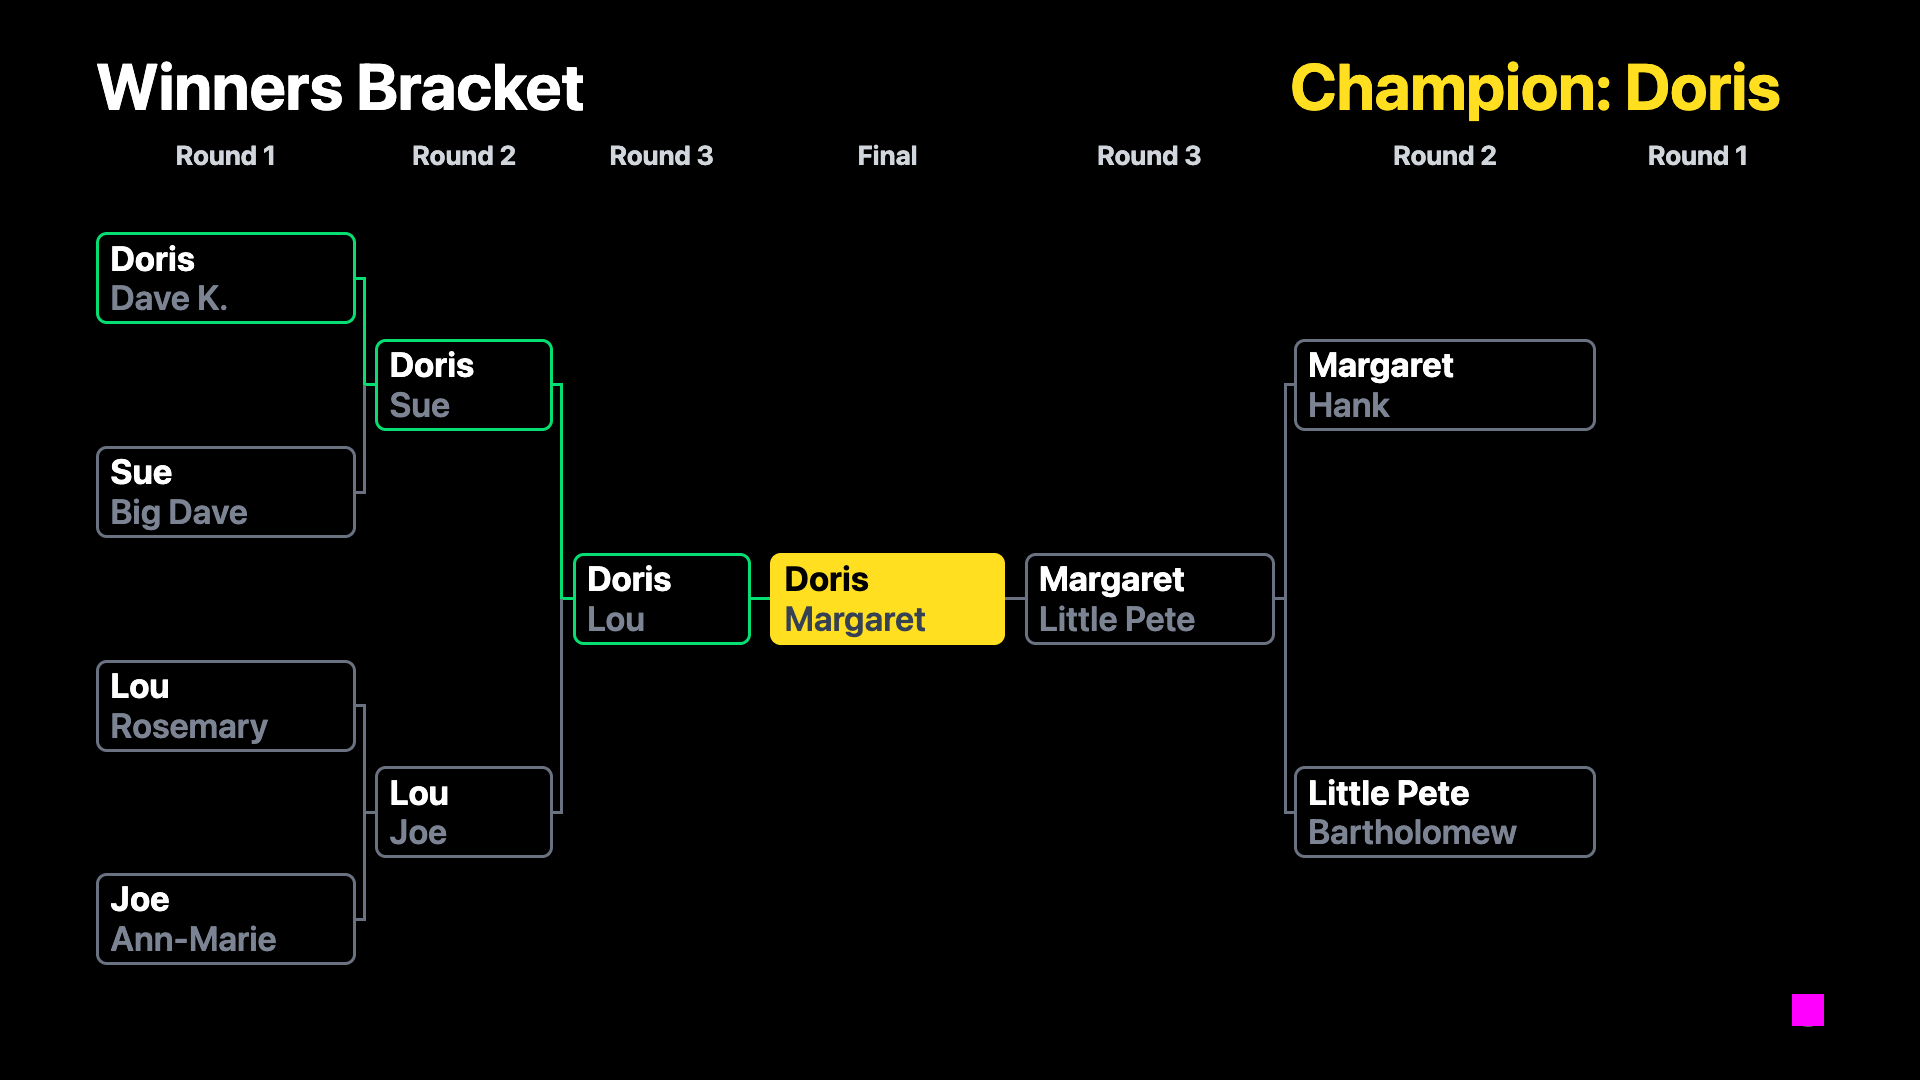 Winners Bracket
Champion: Doris
Round 1
Round 2
Round 3
Final
Round 3
Round 2
Round 1
Doris
Dave K.
Sue
Big Dave
Lou
Rosemary
Joe
Ann-Marie
Doris
Sue
Lou
Joe
Doris
Lou
Doris
Margaret
Margaret
Little Pete
Margaret
Hank
Little Pete
Bartholomew